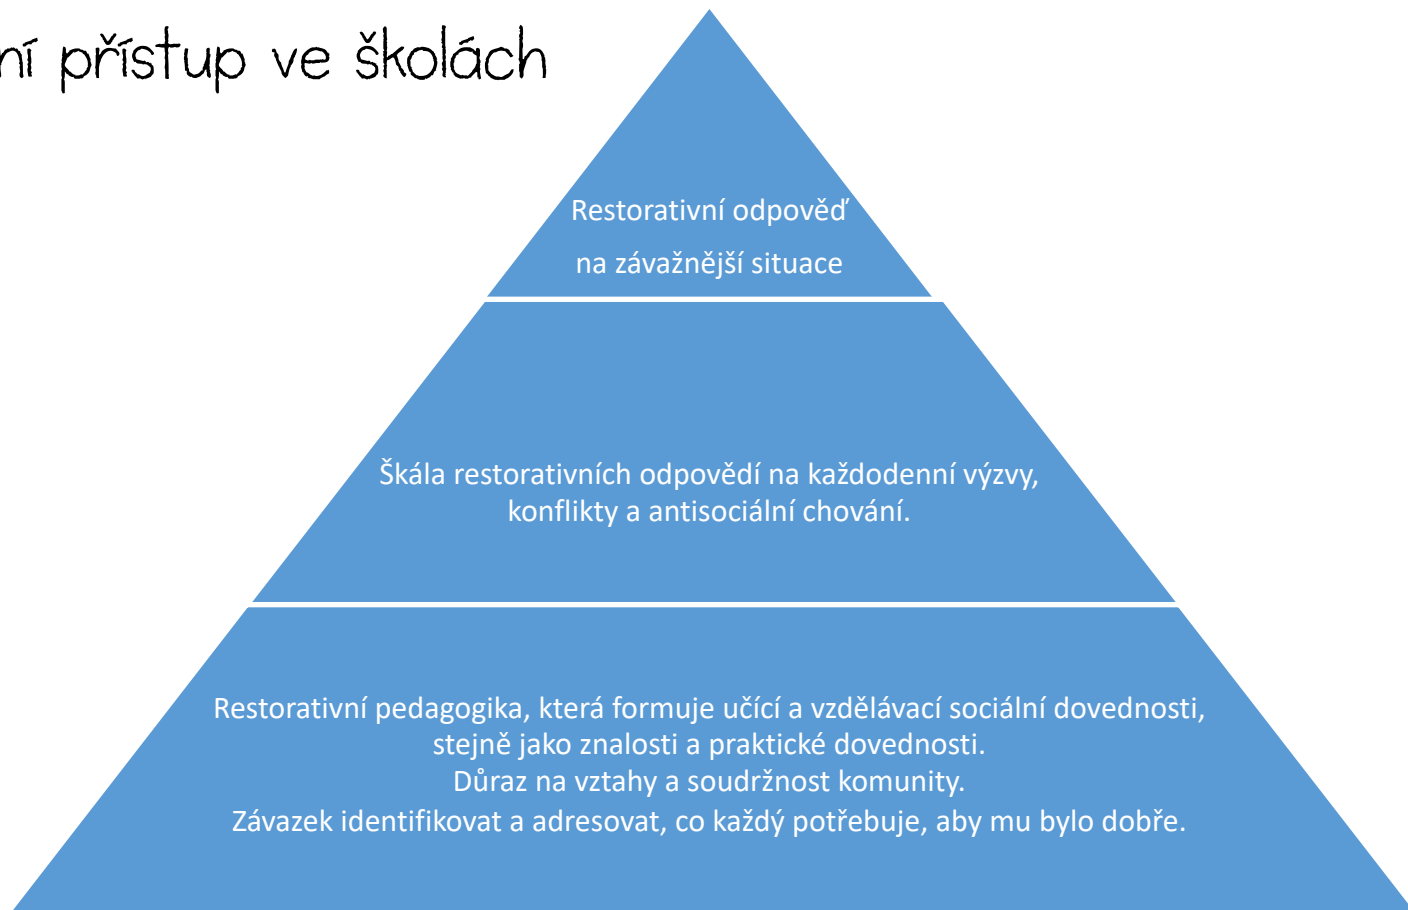 ní přístup ve školách
Restorativní odpověď
na závažnější situace
Škála restorativních odpovědí na každodenní výzvy,
konflikty a antisociální chování.
Restorativní pedagogika, která formuje učící a vzdělávací sociální dovednosti,
stejně jako znalosti a praktické dovednosti.
Důraz na vztahy a soudržnost komunity.
Závazek identifikovat a adresovat, co každý potřebuje, aby mu bylo dobře.